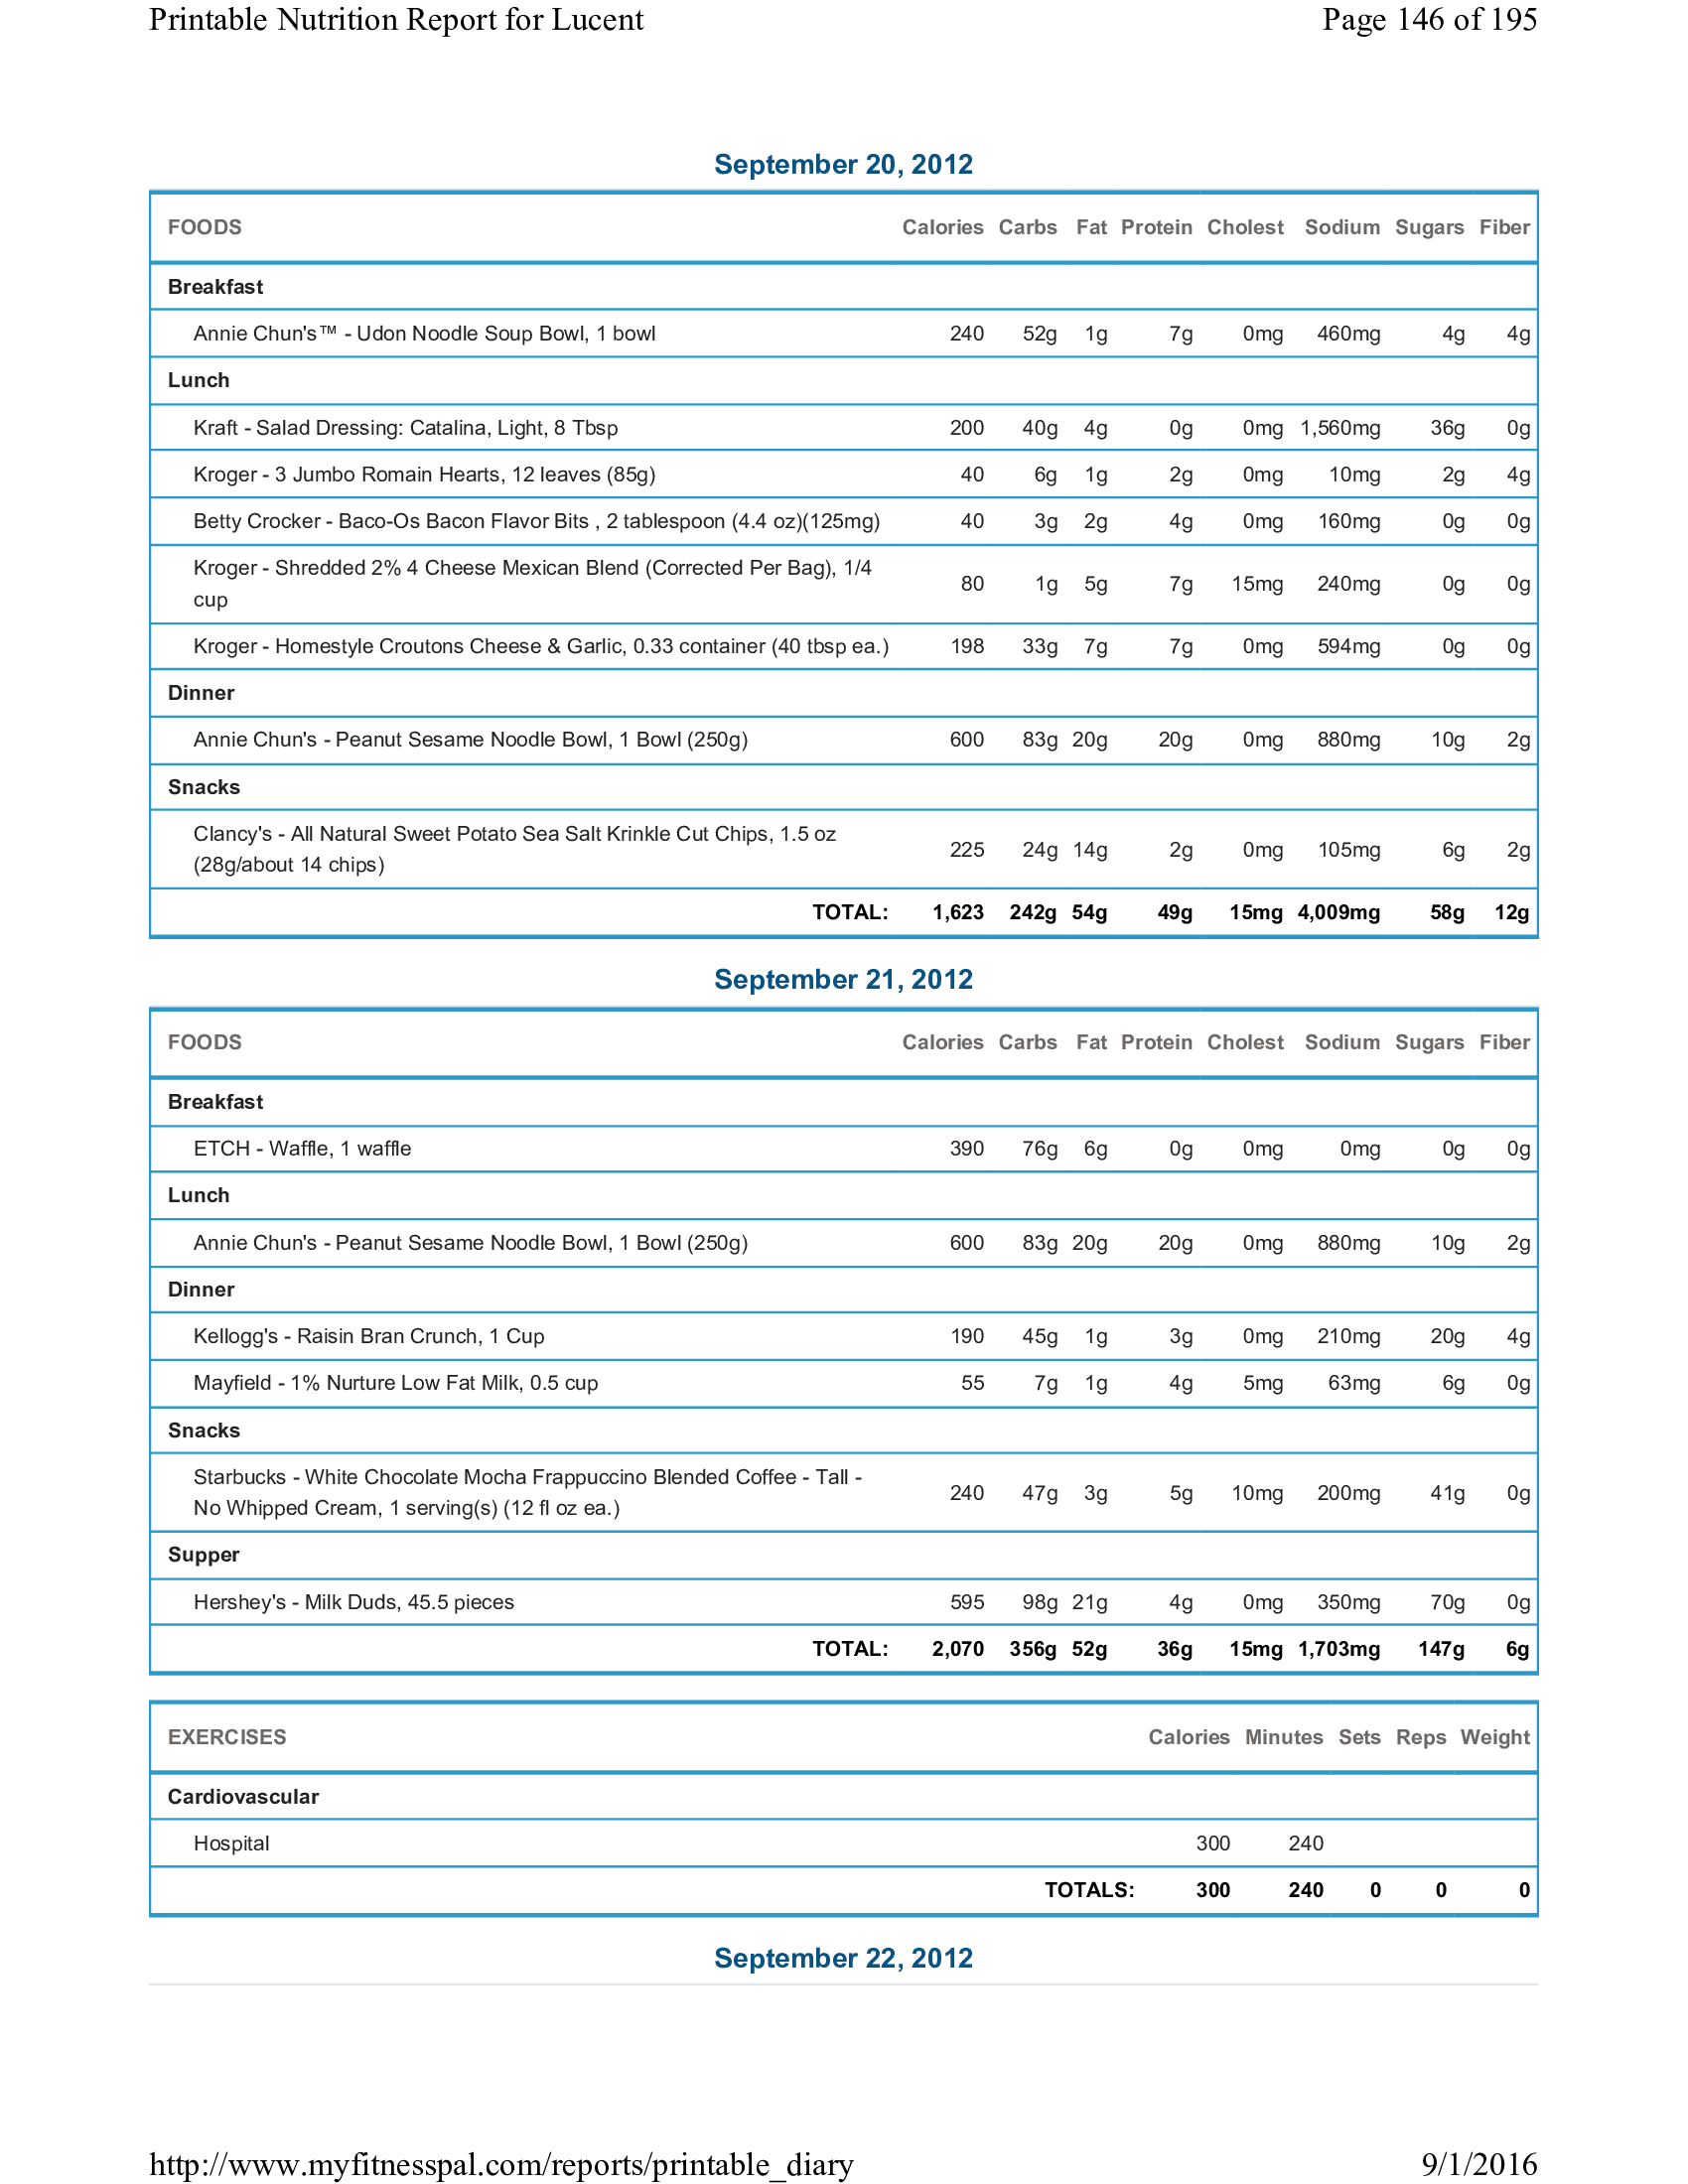 Printable Nutrition Report for Lucent Page 146 of 195
September 20, 2012
FOODS Calories Carbs Fat Protein Cholest Sodium Sugars Fiber
Breakfast
Annie Chun's™ - Udon Noodle Soup Bowl, 1 bowl 240 52g 1g 7g 0mg 460mg 4g 4g
Lunch
Kraft - Salad Dressing: Catalina, Light, 8 Tbsp 200 40g 4g 0g 0mg 1,560mg 36g 0g
Kroger - 3 Jumbo Romain Hearts, 12 leaves (85g) 40 6g 1g 2g 0mg 10mg 2g 4g
Betty Crocker - Baco-Os Bacon Flavor Bits , 2 tablespoon (4.4 oz)(125mg) 40 3g 2g 4g 0mg 160mg 0g 0g
Kroger - Shredded 2% 4 Cheese Mexican Blend (Corrected Per Bag), 1/4
cup 80 1g 5g 7g 15mg 240mg 0g 0g
Kroger - Homestyle Croutons Cheese & Garlic, 0.33 container (40 tbsp ea.) 198 33g 7g 7g 0mg 594mg 0g 0g
Dinner
Annie Chun's - Peanut Sesame Noodle Bowl, 1 Bowl (250g) 600 83g 20g 20g 0mg 880mg 10g 2g
Snacks
Clancy's - All Natural Sweet Potato Sea Salt Krinkle Cut Chips, 1.5 oz
(28g/about 14 chips) 225 24g 14g 2g 0mg 105mg 6g 2g
TOTAL: 1,623 242g 54g 49g 15mg 4,009mg 58g 12g
September 21, 2012
FOODS Calories Carbs Fat Protein Cholest Sodium Sugars Fiber
Breakfast
ETCH - Waffle, 1 waffle 390 76g 6g 0g 0mg 0mg 0g 0g
Lunch
Annie Chun's - Peanut Sesame Noodle Bowl, 1 Bowl (250g) 600 83g 20g 20g 0mg 880mg 10g 2g
Dinner
Kellogg's - Raisin Bran Crunch, 1 Cup 190 45g 1g 3g 0mg 210mg 20g 4g
Mayfield - 1% Nurture Low Fat Milk, 0.5 cup 55 7g 1g 4g 5mg 63mg 6g 0g
Snacks
Starbucks - White Chocolate Mocha Frappuccino Blended Coffee - Tall -
No Whipped Cream, 1 serving(s) (12 fl oz ea.) 240 47g 3g 5g 10mg 200mg 41g 0g
Supper
Hershey's - Milk Duds, 45.5 pieces 595 98g 21g 4g 0mg 350mg 70g 0g
TOTAL: 2,070 356g 52g 36g 15mg 1,703mg 147g 6g
EXERCISES Calories Minutes Sets Reps Weight
Cardiovascular
Hospital 300 240
TOTALS: 300 240 0 0 0
September 22, 2012
http://www.myfitnesspal.com/reports/printable_diary 9/1/2016